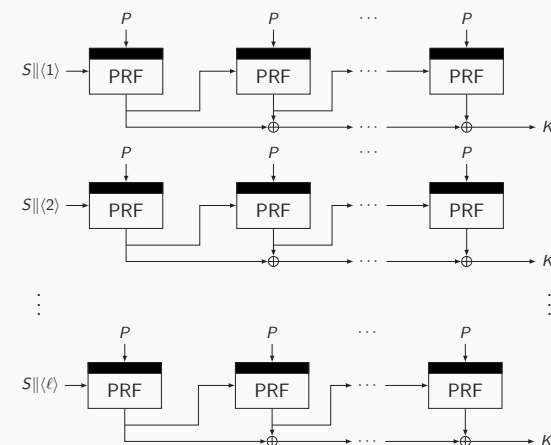 P P ··· P
S∥⟨1⟩ PRF PRF ··· PRF
⊕ ··· ⊕ K
P P ··· P
S∥⟨2⟩ PRF PRF ··· PRF
⊕ ··· ⊕ K
⋮ ⋮
P P ··· P
S∥⟨ℓ⟩ PRF PRF ··· PRF
⊕ ··· ⊕ K